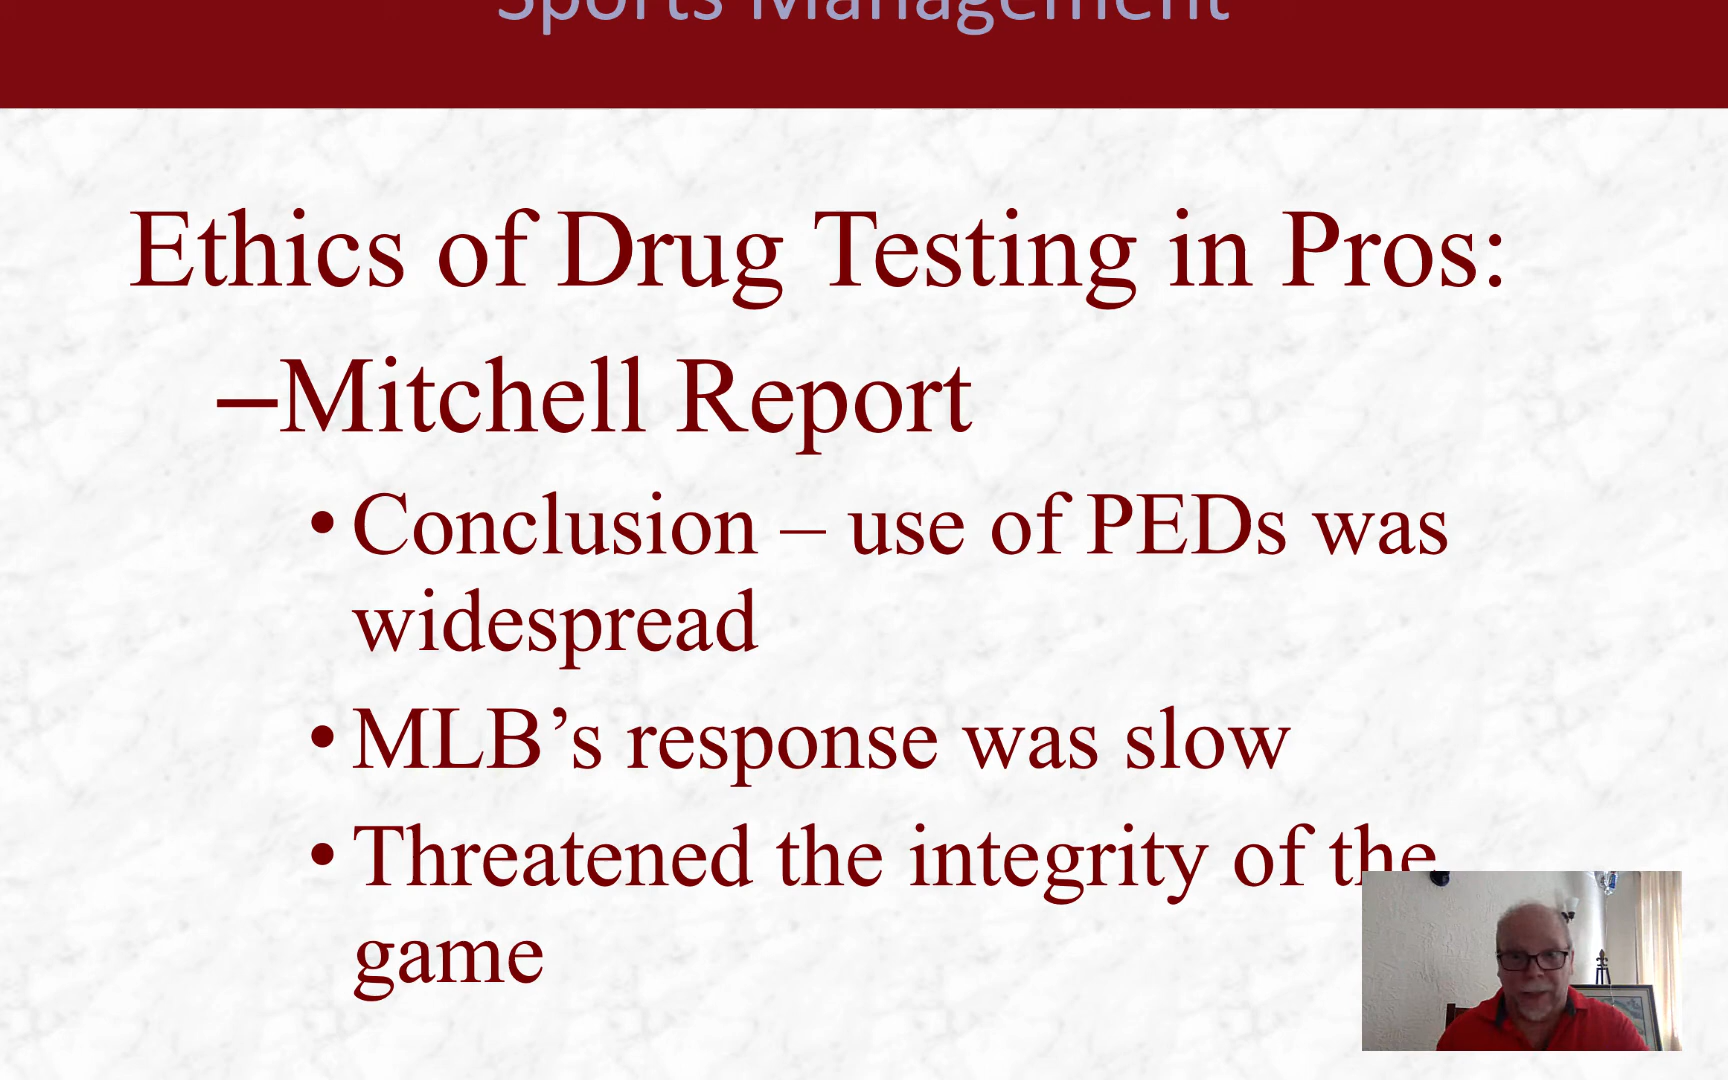 Sports Management
Ethics of Drug Testing in Pros:
–Mitchell Report
• Conclusion – use of PEDs was
widespread
• MLB’s response was slow
• Threatened the integrity of the
game